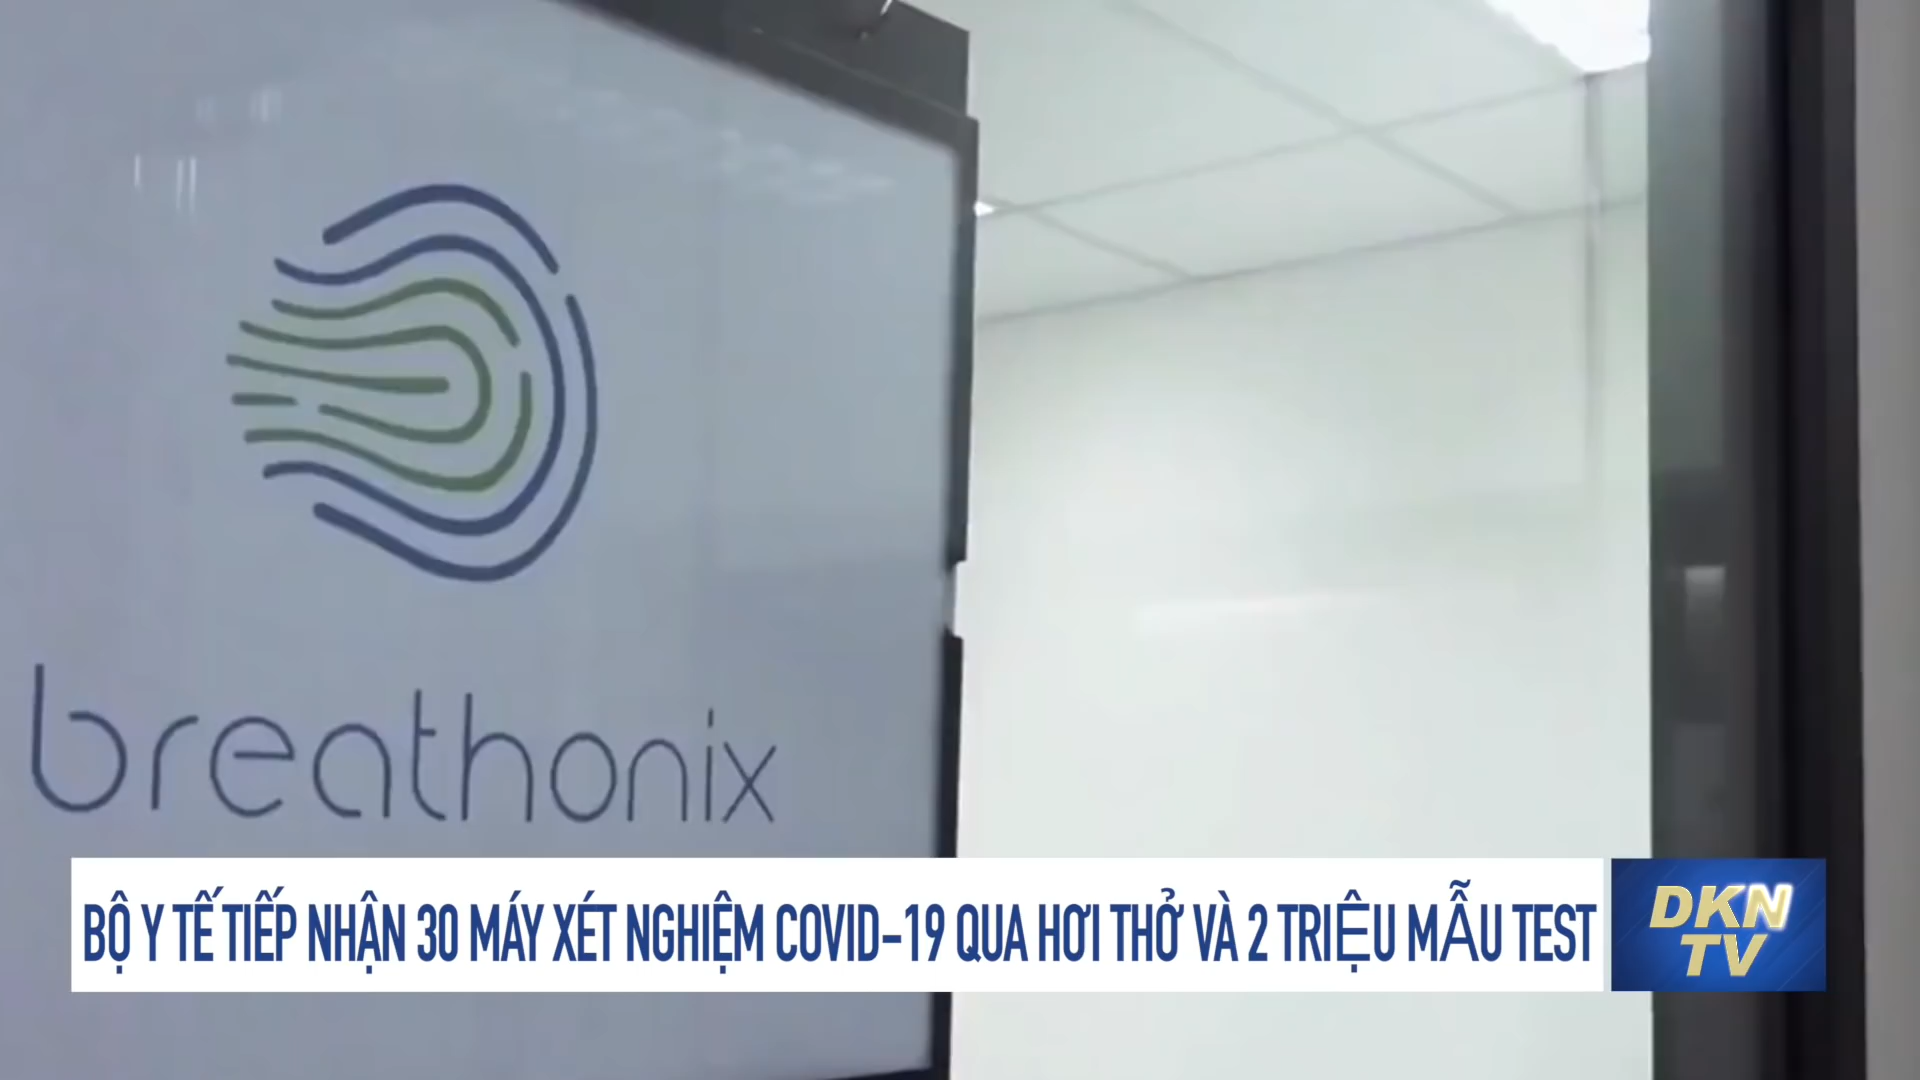 breathonix
BỘ Y TẾ TIẾP NHẬN 30 MÁY XÉT NGHIỆM COVID-19 QUA HƠI THỞ VÀ 2 TRIỆU MẪU TEST
DKN
TV